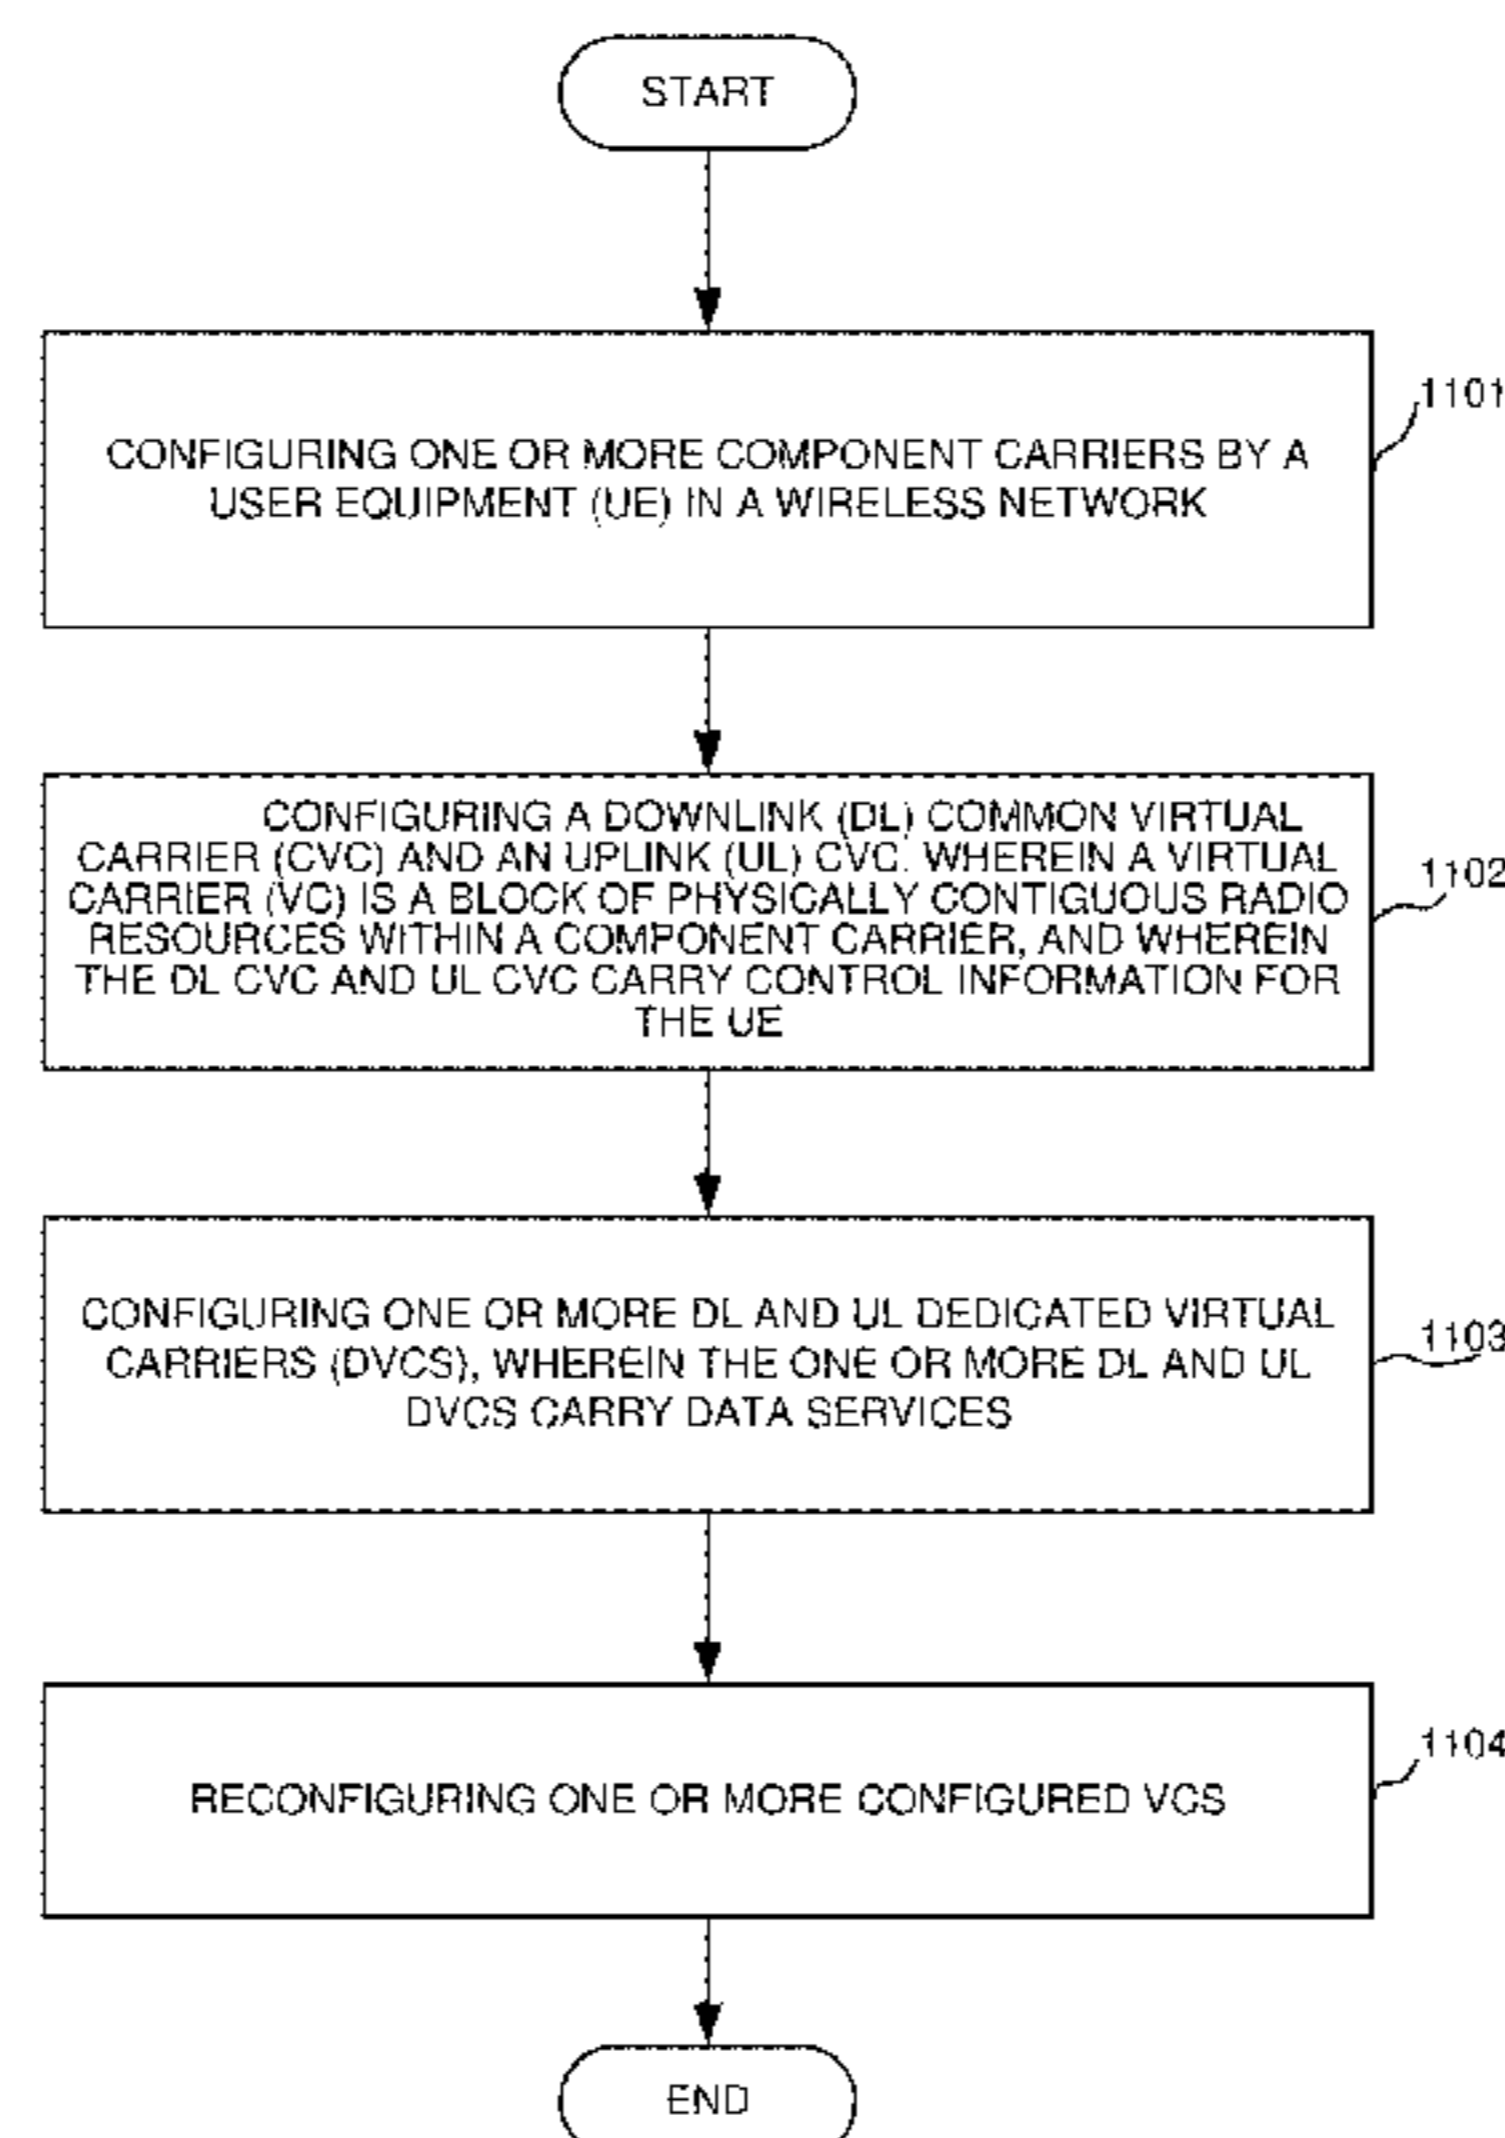 START
1101
CONFIGURING ONE OR MORE COMPONENT CARRIERS BY A
USER EQUIPMENT (UE) IN A WIRELESS NETWORK
1102
CONFIGURING A DOWNLINK (DL) COMMON VIRTUAL
CARRIER (CVC) AND AN UPLINK (UL) CVC, WHEREIN A VIRTUAL
CARRIER (VC) IS A BLOCK OF PHYSICALLY CONTIGUOUS RADIO
RESOURCES WITHIN A COMPONENT CARRIER, AND WHEREIN
THE DL CVC AND UL CVC CARRY CONTROL INFORMATION FOR
THE UE
1103
CONFIGURING ONE OR MORE DL AND UL DEDICATED VIRTUAL
CARRIERS (DVCS), WHEREIN THE ONE OR MORE DL AND UL
DVCS CARRY DATA SERVICES
1104
RECONFIGURING ONE OR MORE CONFIGURED VCS
END